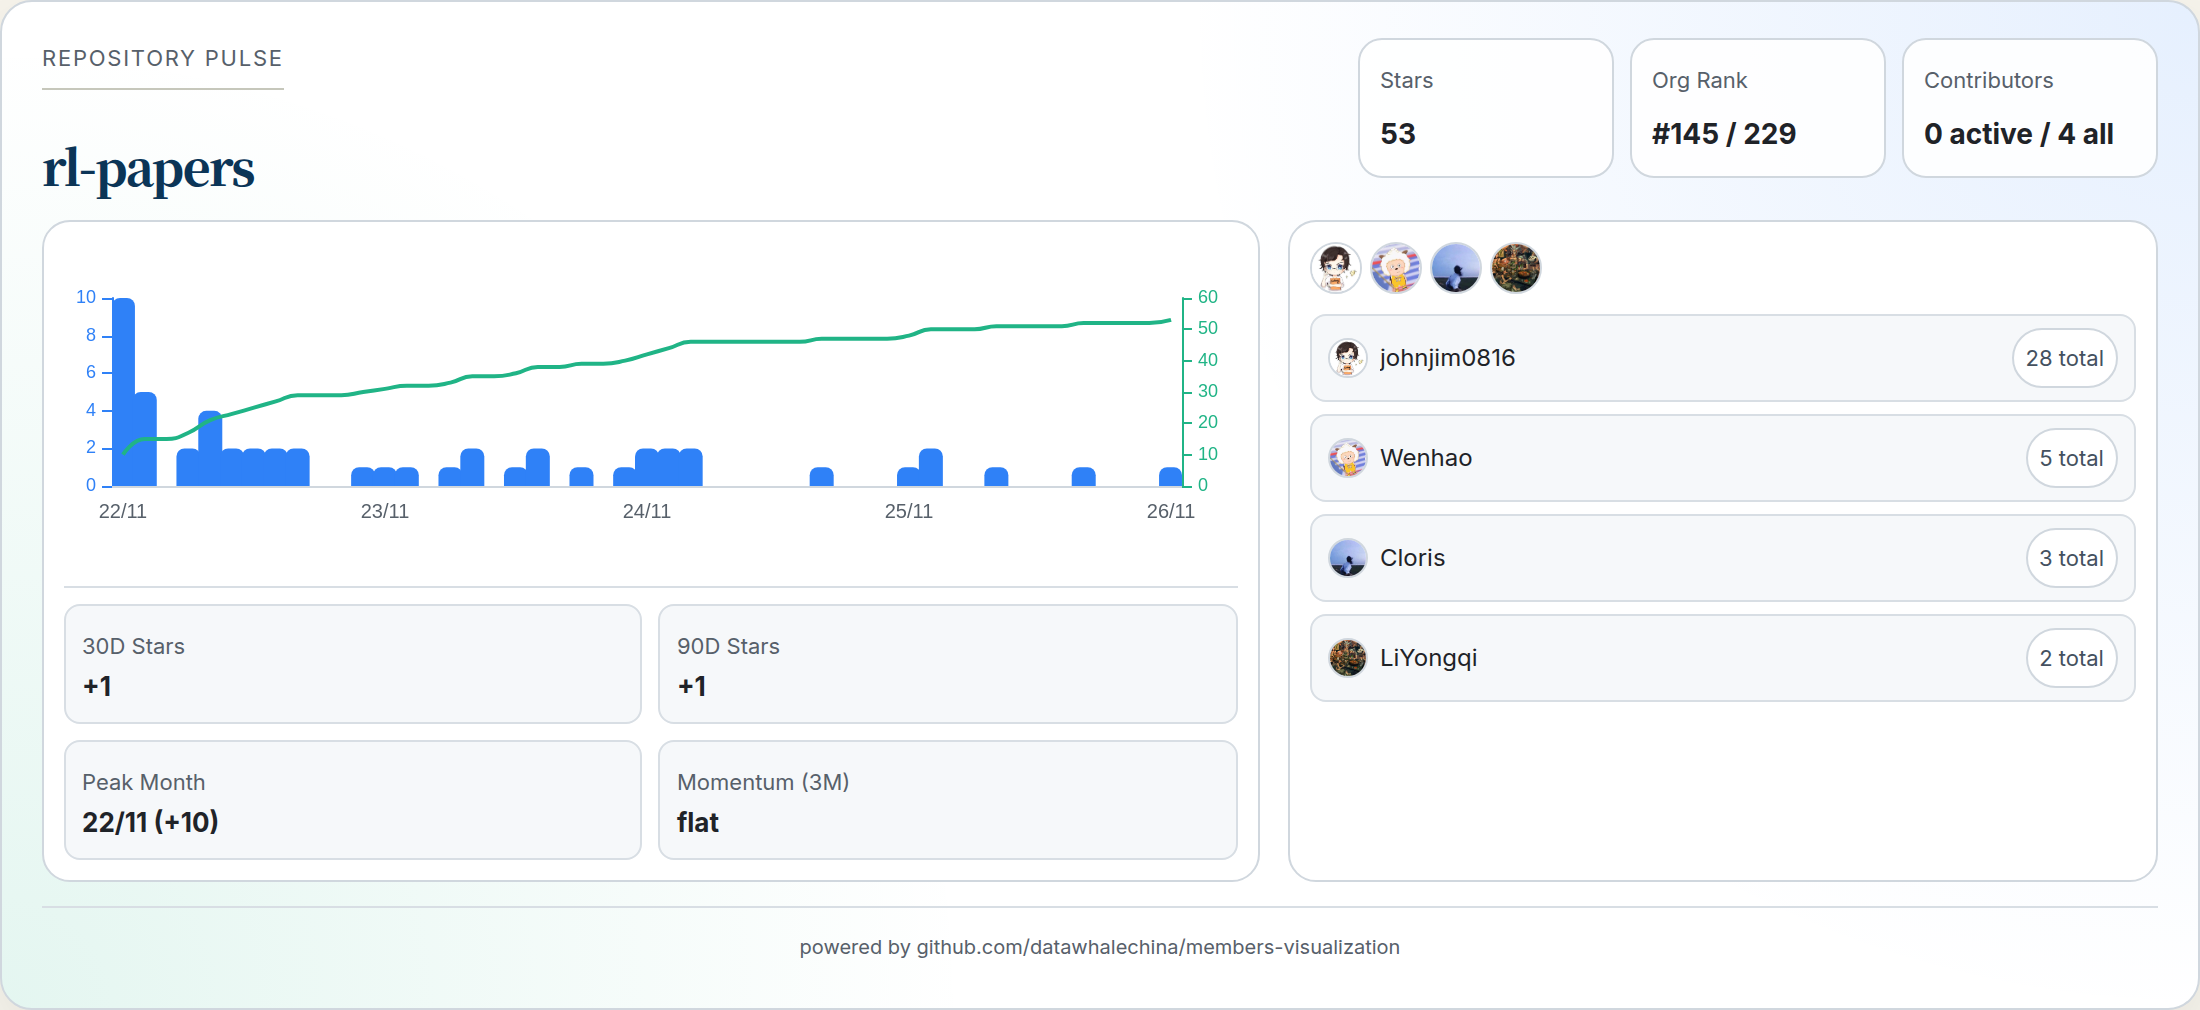 REPOSITORY PULSE
rl-papers
Stars
53
Org Rank
#145 / 229
Contributors
0 active / 4 all
10
8
6
4
2
0
60
50
40
30
20
10
0
22/11
23/11
24/11
25/11
26/11
30D Stars
+1
90D Stars
+1
Peak Month
22/11 (+10)
Momentum (3M)
flat
johnjim0816
28 total
Wenhao
5 total
Cloris
3 total
LiYongqi
2 total
powered by github.com/datawhalechina/members-visualization